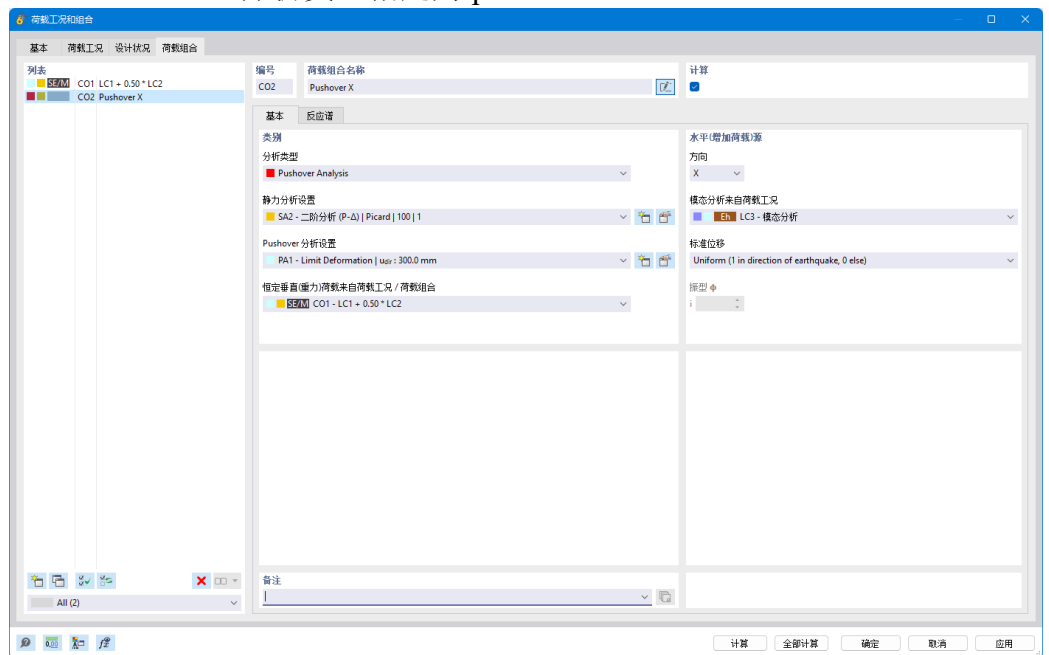 荷载工况和组合
基本 荷载工况 设计状况 荷载组合
列表
SE/M CO1 LC1 + 0.50 * LC2
CO2 Pushover X
编号 荷载组合名称
CO2 Pushover X
计算
基本 反应谱
类别
分析类型
Pushover Analysis
静力分析设置
SA2 - 二阶分析 (P-Δ) | Picard | 100 | 1
Pushover 分析设置
PA1 - Limit Deformation | udir : 300.0 mm
恒定垂直(重力)荷载来自荷载工况 / 荷载组合
SE/M CO1 - LC1 + 0.50 * LC2
水平(增加荷载)源
方向
X
模态分析来自荷载工况
Eh LC3 - 模态分析
标准位移
Uniform (1 in direction of earthquake, 0 else)
振型 ϕ
i
All (2)
备注
计算 全部计算 确定 取消 应用